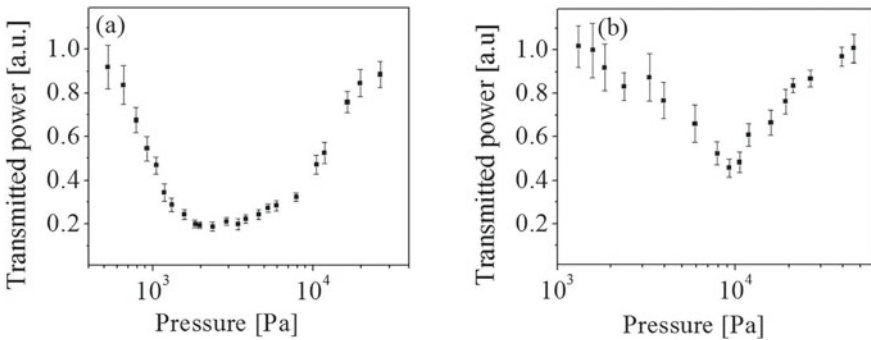 (a)
Transmitted power [a.u.]
1.0
0.8
0.6
0.4
0.2
10³
10⁴
Pressure [Pa]
(b)
Transmitted power [a.u]
1.0
0.8
0.6
0.4
0.2
10³
10⁴
Pressure [Pa]